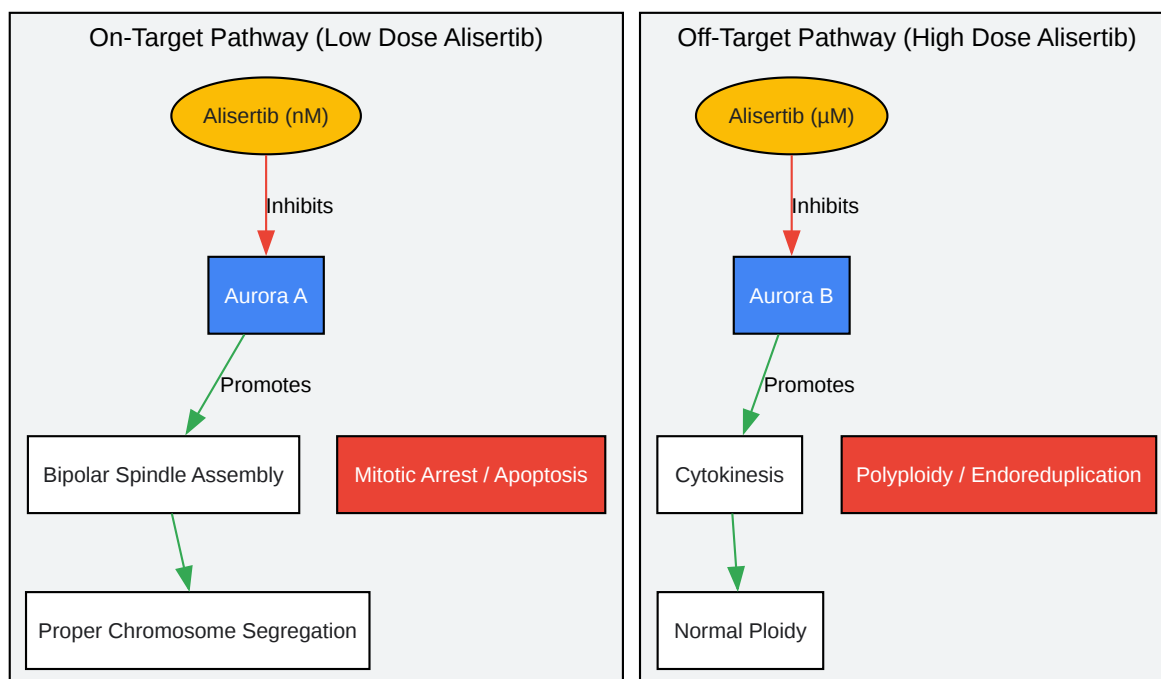 On-Target Pathway (Low Dose Alisertib)
Alisertib (nM)
Inhibits
Aurora A
Promotes
Bipolar Spindle Assembly
Mitotic Arrest / Apoptosis
Proper Chromosome Segregation
Off-Target Pathway (High Dose Alisertib)
Alisertib (µM)
Inhibits
Aurora B
Promotes
Cytokinesis
Polyploidy / Endoreduplication
Normal Ploidy